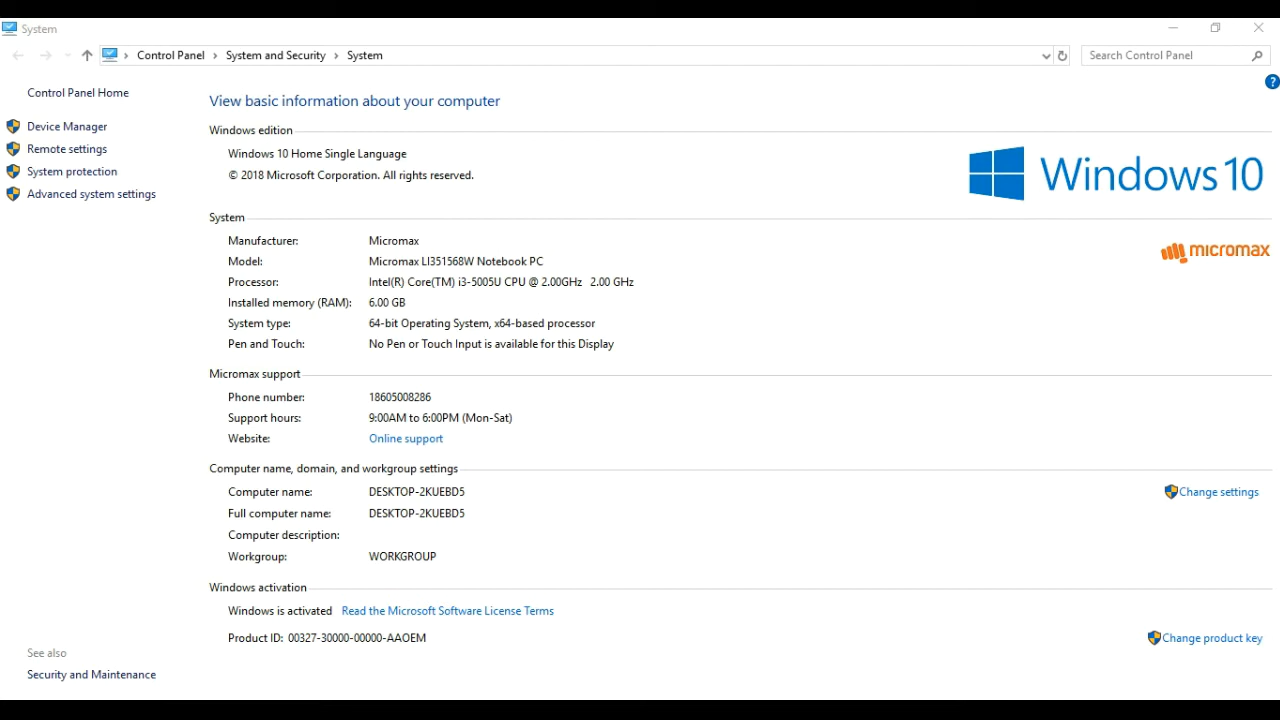 System
Control Panel › System and Security › System
Search Control Panel
?
Control Panel Home
Device Manager
Remote settings
System protection
Advanced system settings
View basic information about your computer
Windows edition
Windows 10 Home Single Language
© 2018 Microsoft Corporation. All rights reserved.
Windows 10
System
Manufacturer: Micromax
Model: Micromax LI351568W Notebook PC
Processor: Intel(R) Core(TM) i3-5005U CPU @ 2.00GHz 2.00 GHz
Installed memory (RAM): 6.00 GB
System type: 64-bit Operating System, x64-based processor
Pen and Touch: No Pen or Touch Input is available for this Display
micromax
Micromax support
Phone number: 18605008286
Support hours: 9:00AM to 6:00PM (Mon-Sat)
Website: Online support
Computer name, domain, and workgroup settings
Computer name: DESKTOP-2KUEBD5
Change settings
Full computer name: DESKTOP-2KUEBD5
Computer description:
Workgroup: WORKGROUP
Windows activation
Windows is activated Read the Microsoft Software License Terms
Product ID: 00327-30000-00000-AAOEM
Change product key
See also
Security and Maintenance